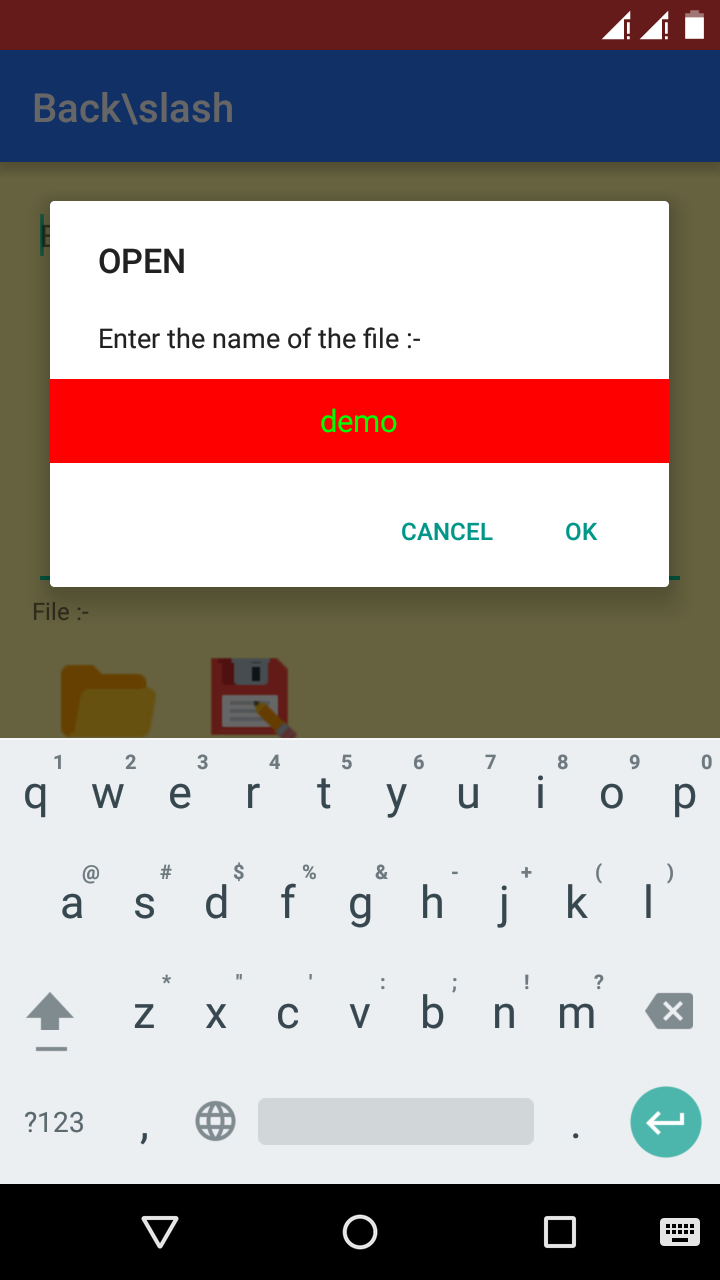 Back\slash
OPEN
Enter the name of the file :-
demo
CANCEL OK
File :-
1 2 3 4 5 6 7 8 9 0
q w e r t y u i o p
@ # $ % & - + ( )
a s d f g h j k l
* " ' : ; ! ?
z x c v b n m
?123 , .